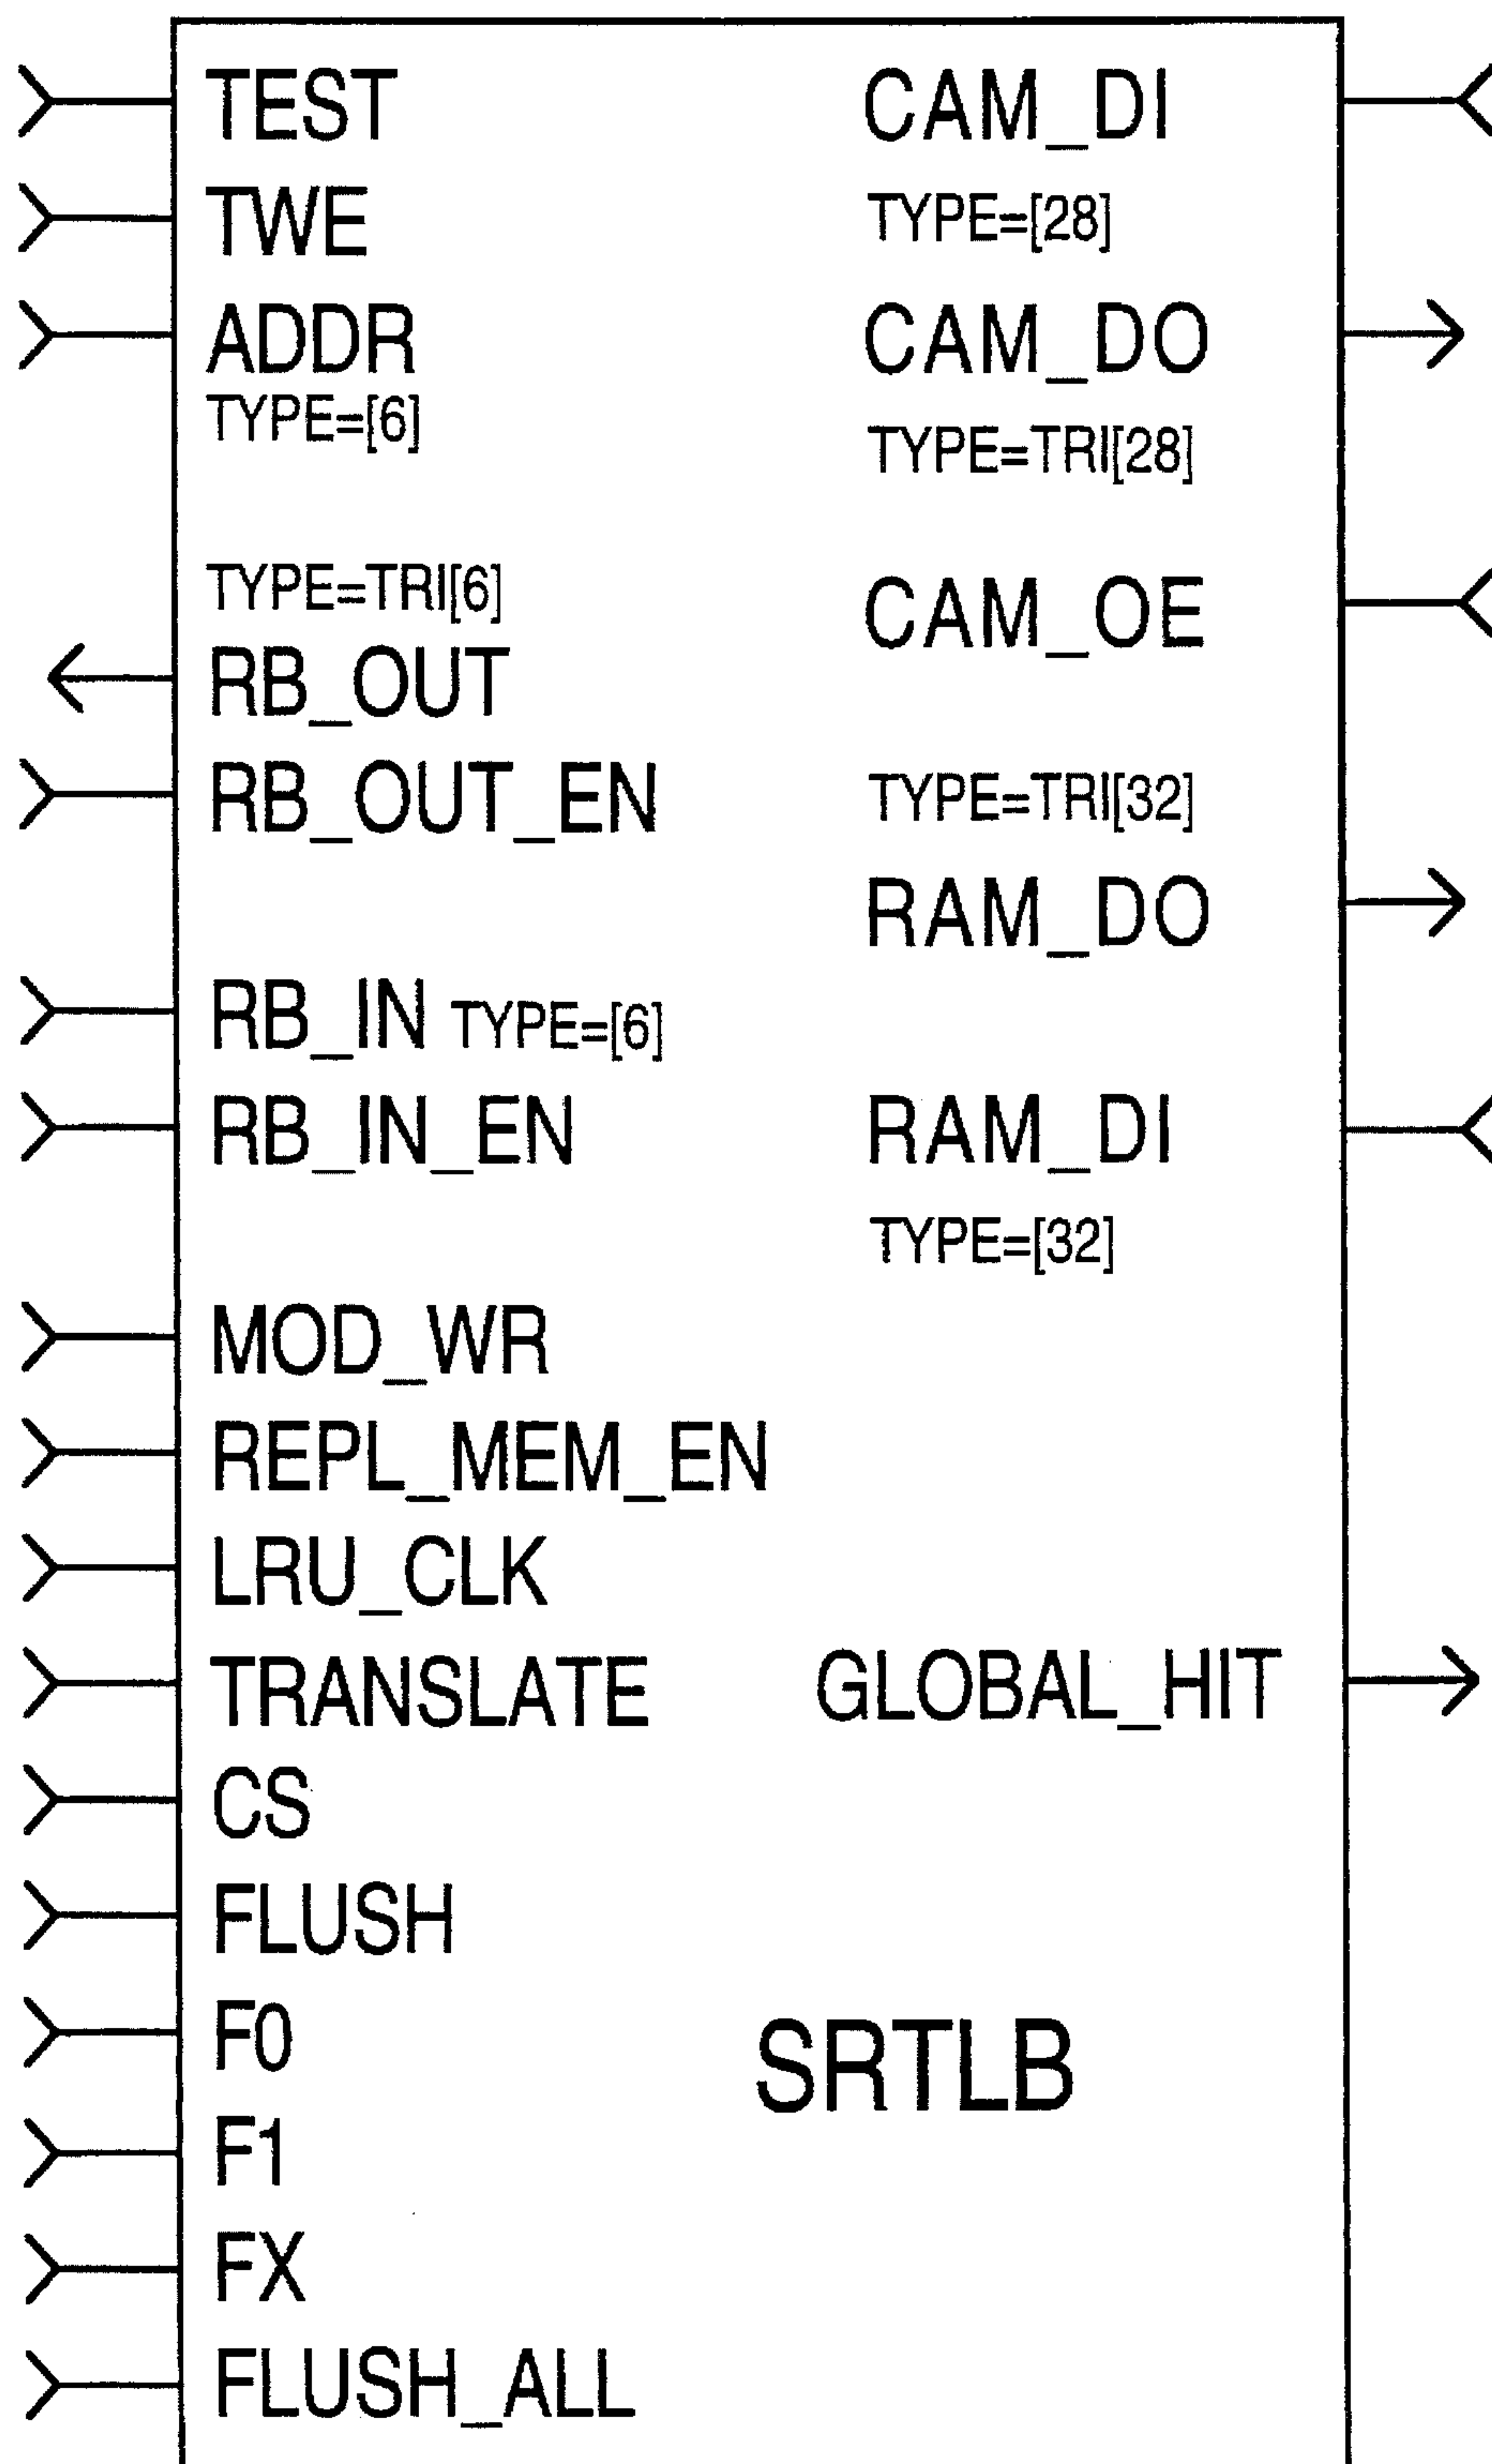 TEST
TWE
ADDR
TYPE=[6]
TYPE=TRI[6]
RB_OUT
RB_OUT_EN
RB_IN TYPE=[6]
RB_IN_EN
MOD_WR
REPL_MEM_EN
LRU_CLK
TRANSLATE
CS
FLUSH
F0
F1
FX
FLUSH_ALL
CAM_DI
TYPE=[28]
CAM_DO
TYPE=TRI[28]
CAM_OE
TYPE=TRI[32]
RAM_DO
RAM_DI
TYPE=[32]
GLOBAL_HIT
SRTLB